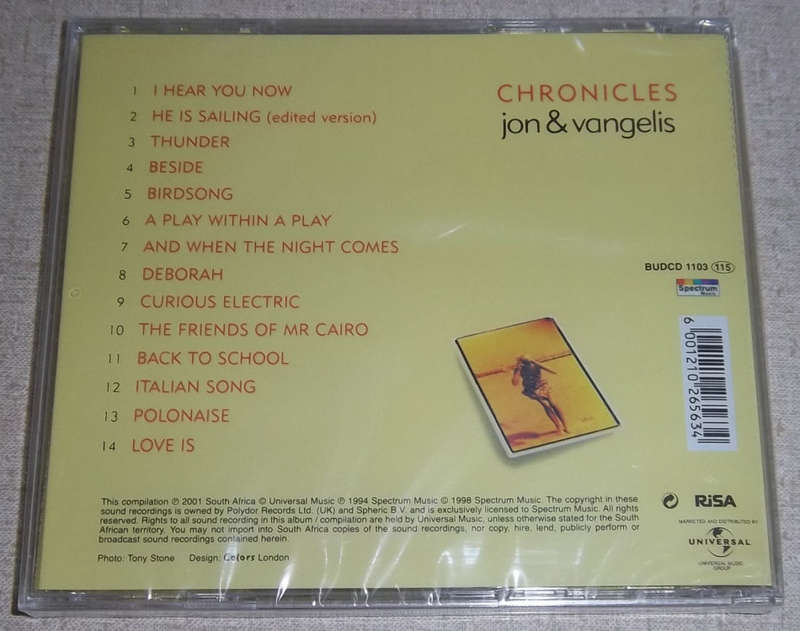 1 I HEAR YOU NOW
2 HE IS SAILING (edited version)
3 THUNDER
4 BESIDE
5 BIRDSONG
6 A PLAY WITHIN A PLAY
7 AND WHEN THE NIGHT COMES
8 DEBORAH
9 CURIOUS ELECTRIC
10 THE FRIENDS OF MR CAIRO
11 BACK TO SCHOOL
12 ITALIAN SONG
13 POLONAISE
14 LOVE IS
CHRONICLES
jon & vangelis
BUDCD 1103 115
Spectrum
Music
6 001210 265634
This compilation ℗ 2001 South Africa © Universal Music ℗ 1994 Spectrum Music © 1998 Spectrum Music. The copyright in these
sound recordings is owned by Polydor Records Ltd. (UK) and Spheric B.V. and is exclusively licensed to Spectrum Music. All rights
reserved. Rights to all sound recording in this album / compilation are held by Universal Music, unless otherwise stated for the South
African territory. You may not import into South Africa copies of the sound recordings, nor copy, hire, lend, publicly perform or
broadcast sound recordings contained herein.
Photo: Tony Stone Design: Colors London
RiSA
MARKETED AND DISTRIBUTED BY
UNIVERSAL
UNIVERSAL MUSIC
GROUP